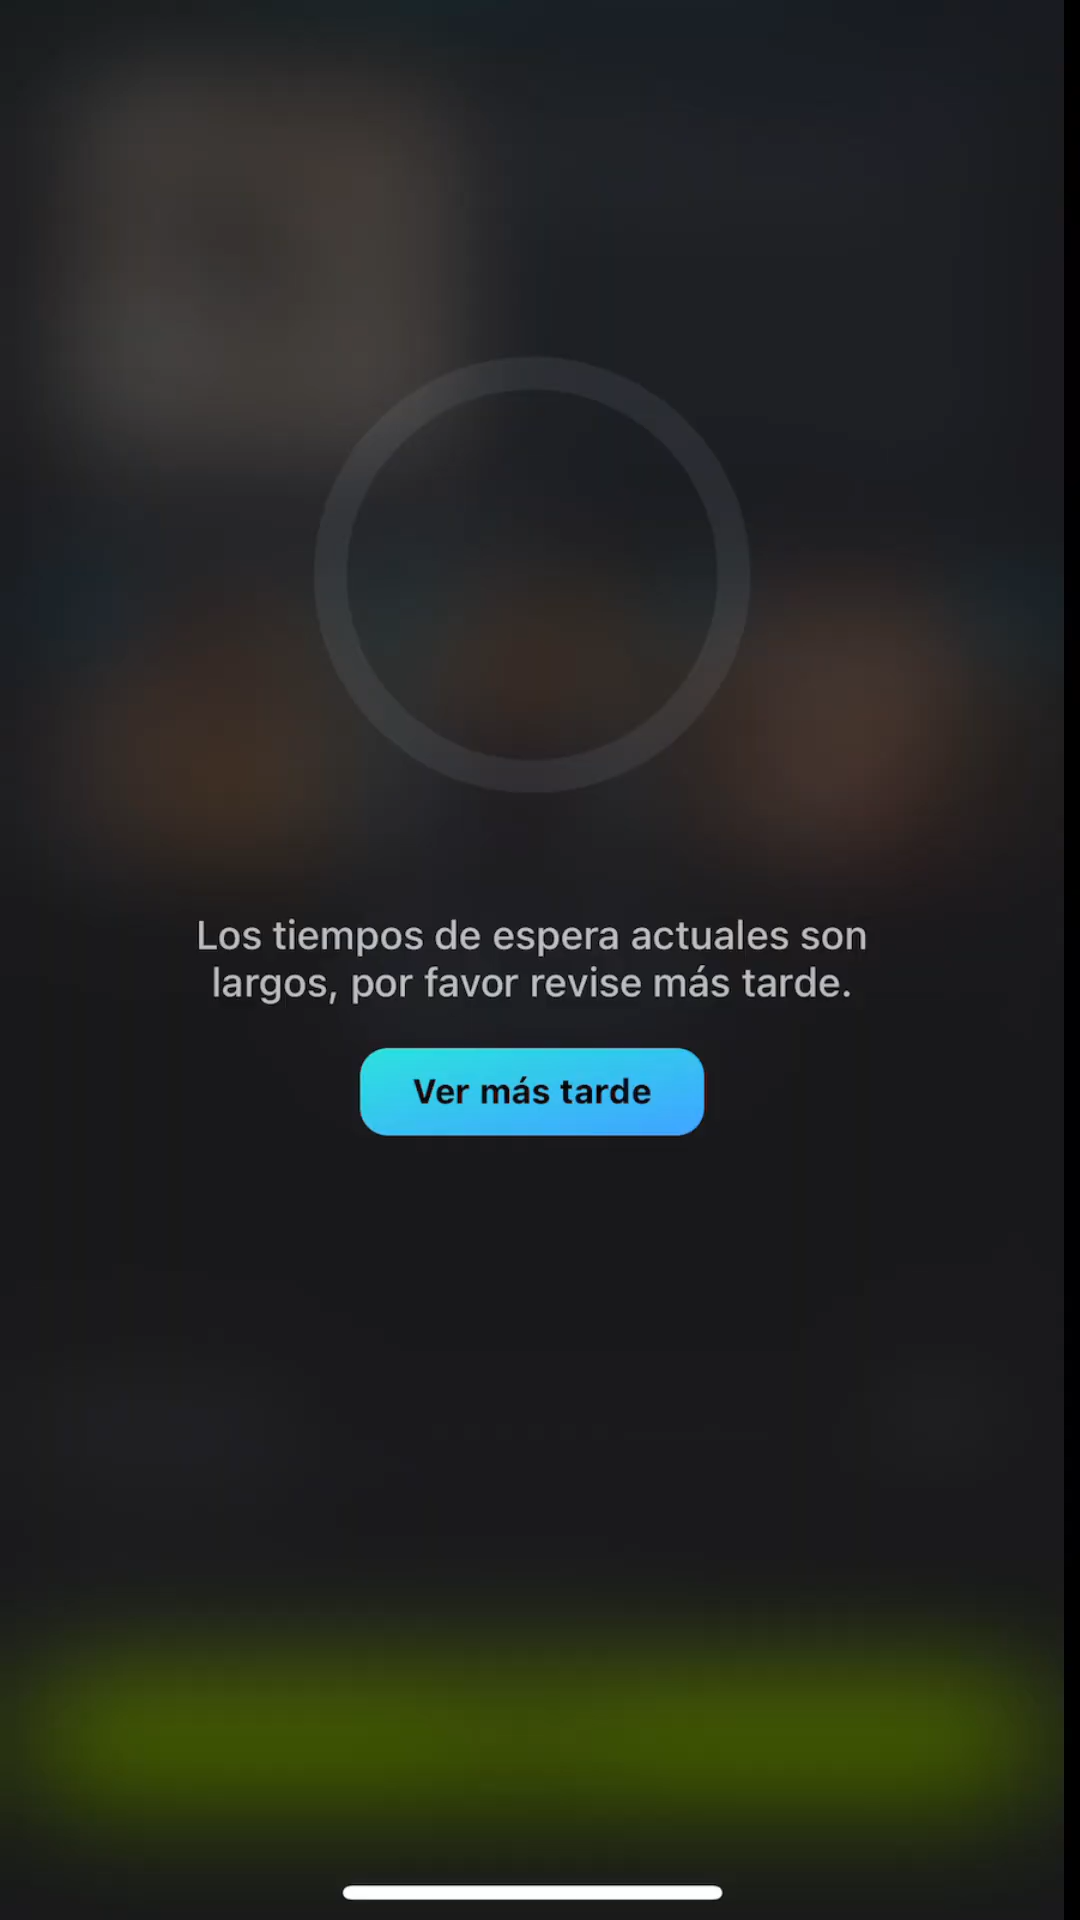 Los tiempos de espera actuales son
largos, por favor revise más tarde.
Ver más tarde